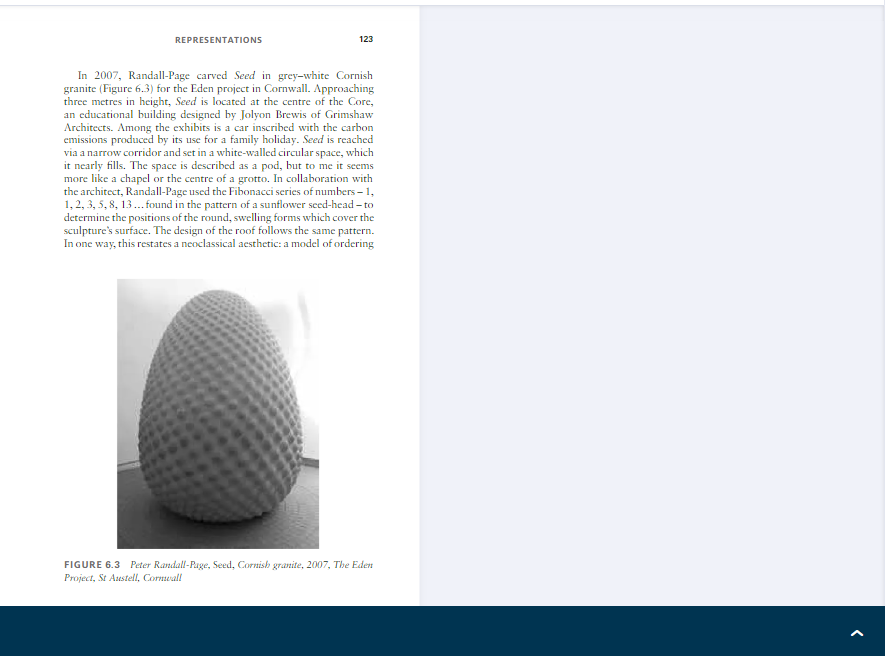 REPRESENTATIONS 123
In 2007, Randall-Page carved Seed in grey–white Cornish
granite (Figure 6.3) for the Eden project in Cornwall. Approaching
three metres in height, Seed is located at the centre of the Core,
an educational building designed by Jolyon Brewis of Grimshaw
Architects. Among the exhibits is a car inscribed with the carbon
emissions produced by its use for a family holiday. Seed is reached
via a narrow corridor and set in a white-walled circular space, which
it nearly fills. The space is described as a pod, but to me it seems
more like a chapel or the centre of a grotto. In collaboration with
the architect, Randall-Page used the Fibonacci series of numbers – 1,
1, 2, 3, 5, 8, 13 … found in the pattern of a sunflower seed-head – to
determine the positions of the round, swelling forms which cover the
sculpture's surface. The design of the roof follows the same pattern.
In one way, this restates a neoclassical aesthetic: a model of ordering
FIGURE 6.3 Peter Randall-Page, Seed, Cornish granite, 2007, The Eden
Project, St Austell, Cornwall